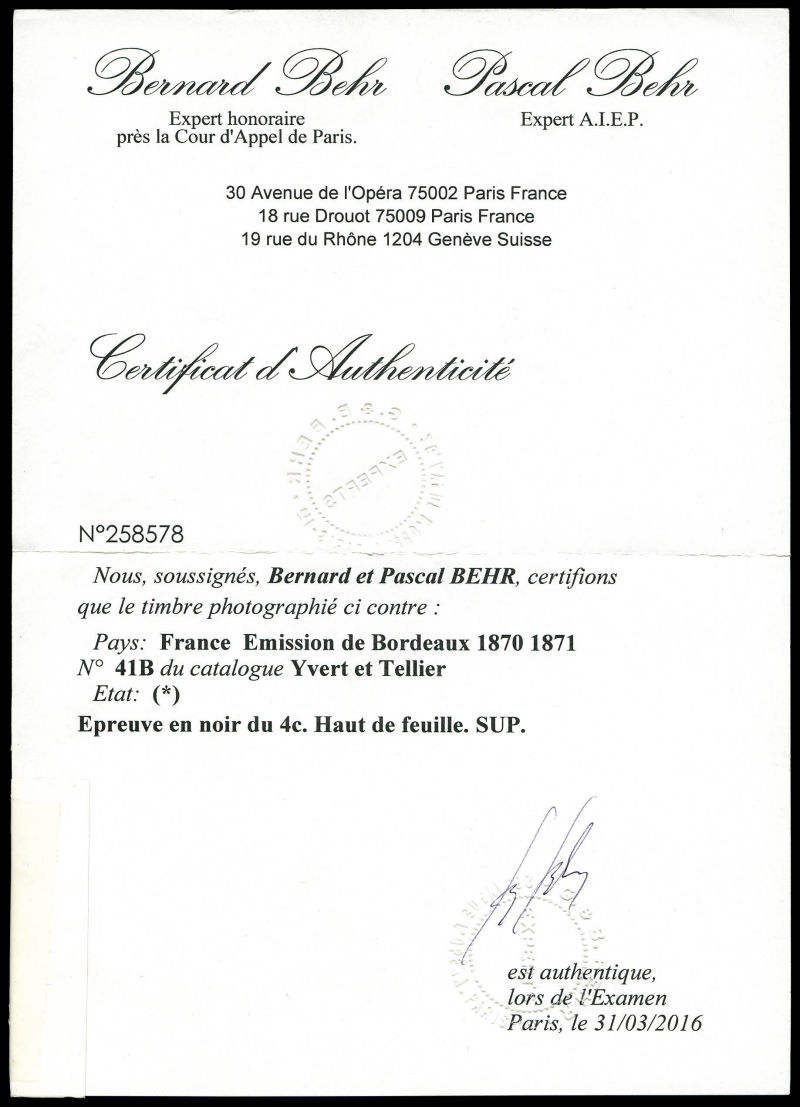 Bernard Behr
Pascal Behr
Expert honoraire
près la Cour d'Appel de Paris.
Expert A.I.E.P.
30 Avenue de l'Opéra 75002 Paris France
18 rue Drouot 75009 Paris France
19 rue du Rhône 1204 Genève Suisse
Certificat d'Authenticité
EXPERTS
N°258578
Nous, soussignés, Bernard et Pascal BEHR, certifions
que le timbre photographié ci contre :
Pays: France Emission de Bordeaux 1870 1871
N° 41B du catalogue Yvert et Tellier
Etat: (*)
Epreuve en noir du 4c. Haut de feuille. SUP.
est authentique,
lors de l'Examen
Paris, le 31/03/2016